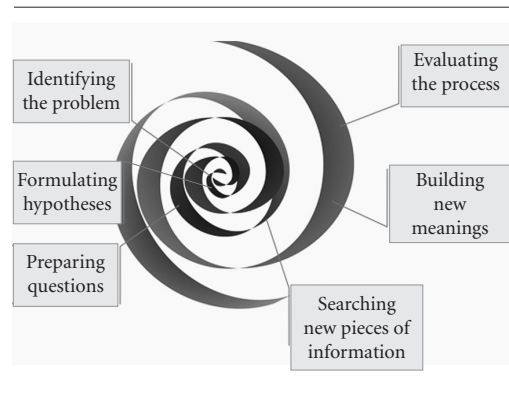 Identifying
the problem
Formulating
hypotheses
Preparing
questions
Searching
new pieces of
information
Building
new
meanings
Evaluating
the process